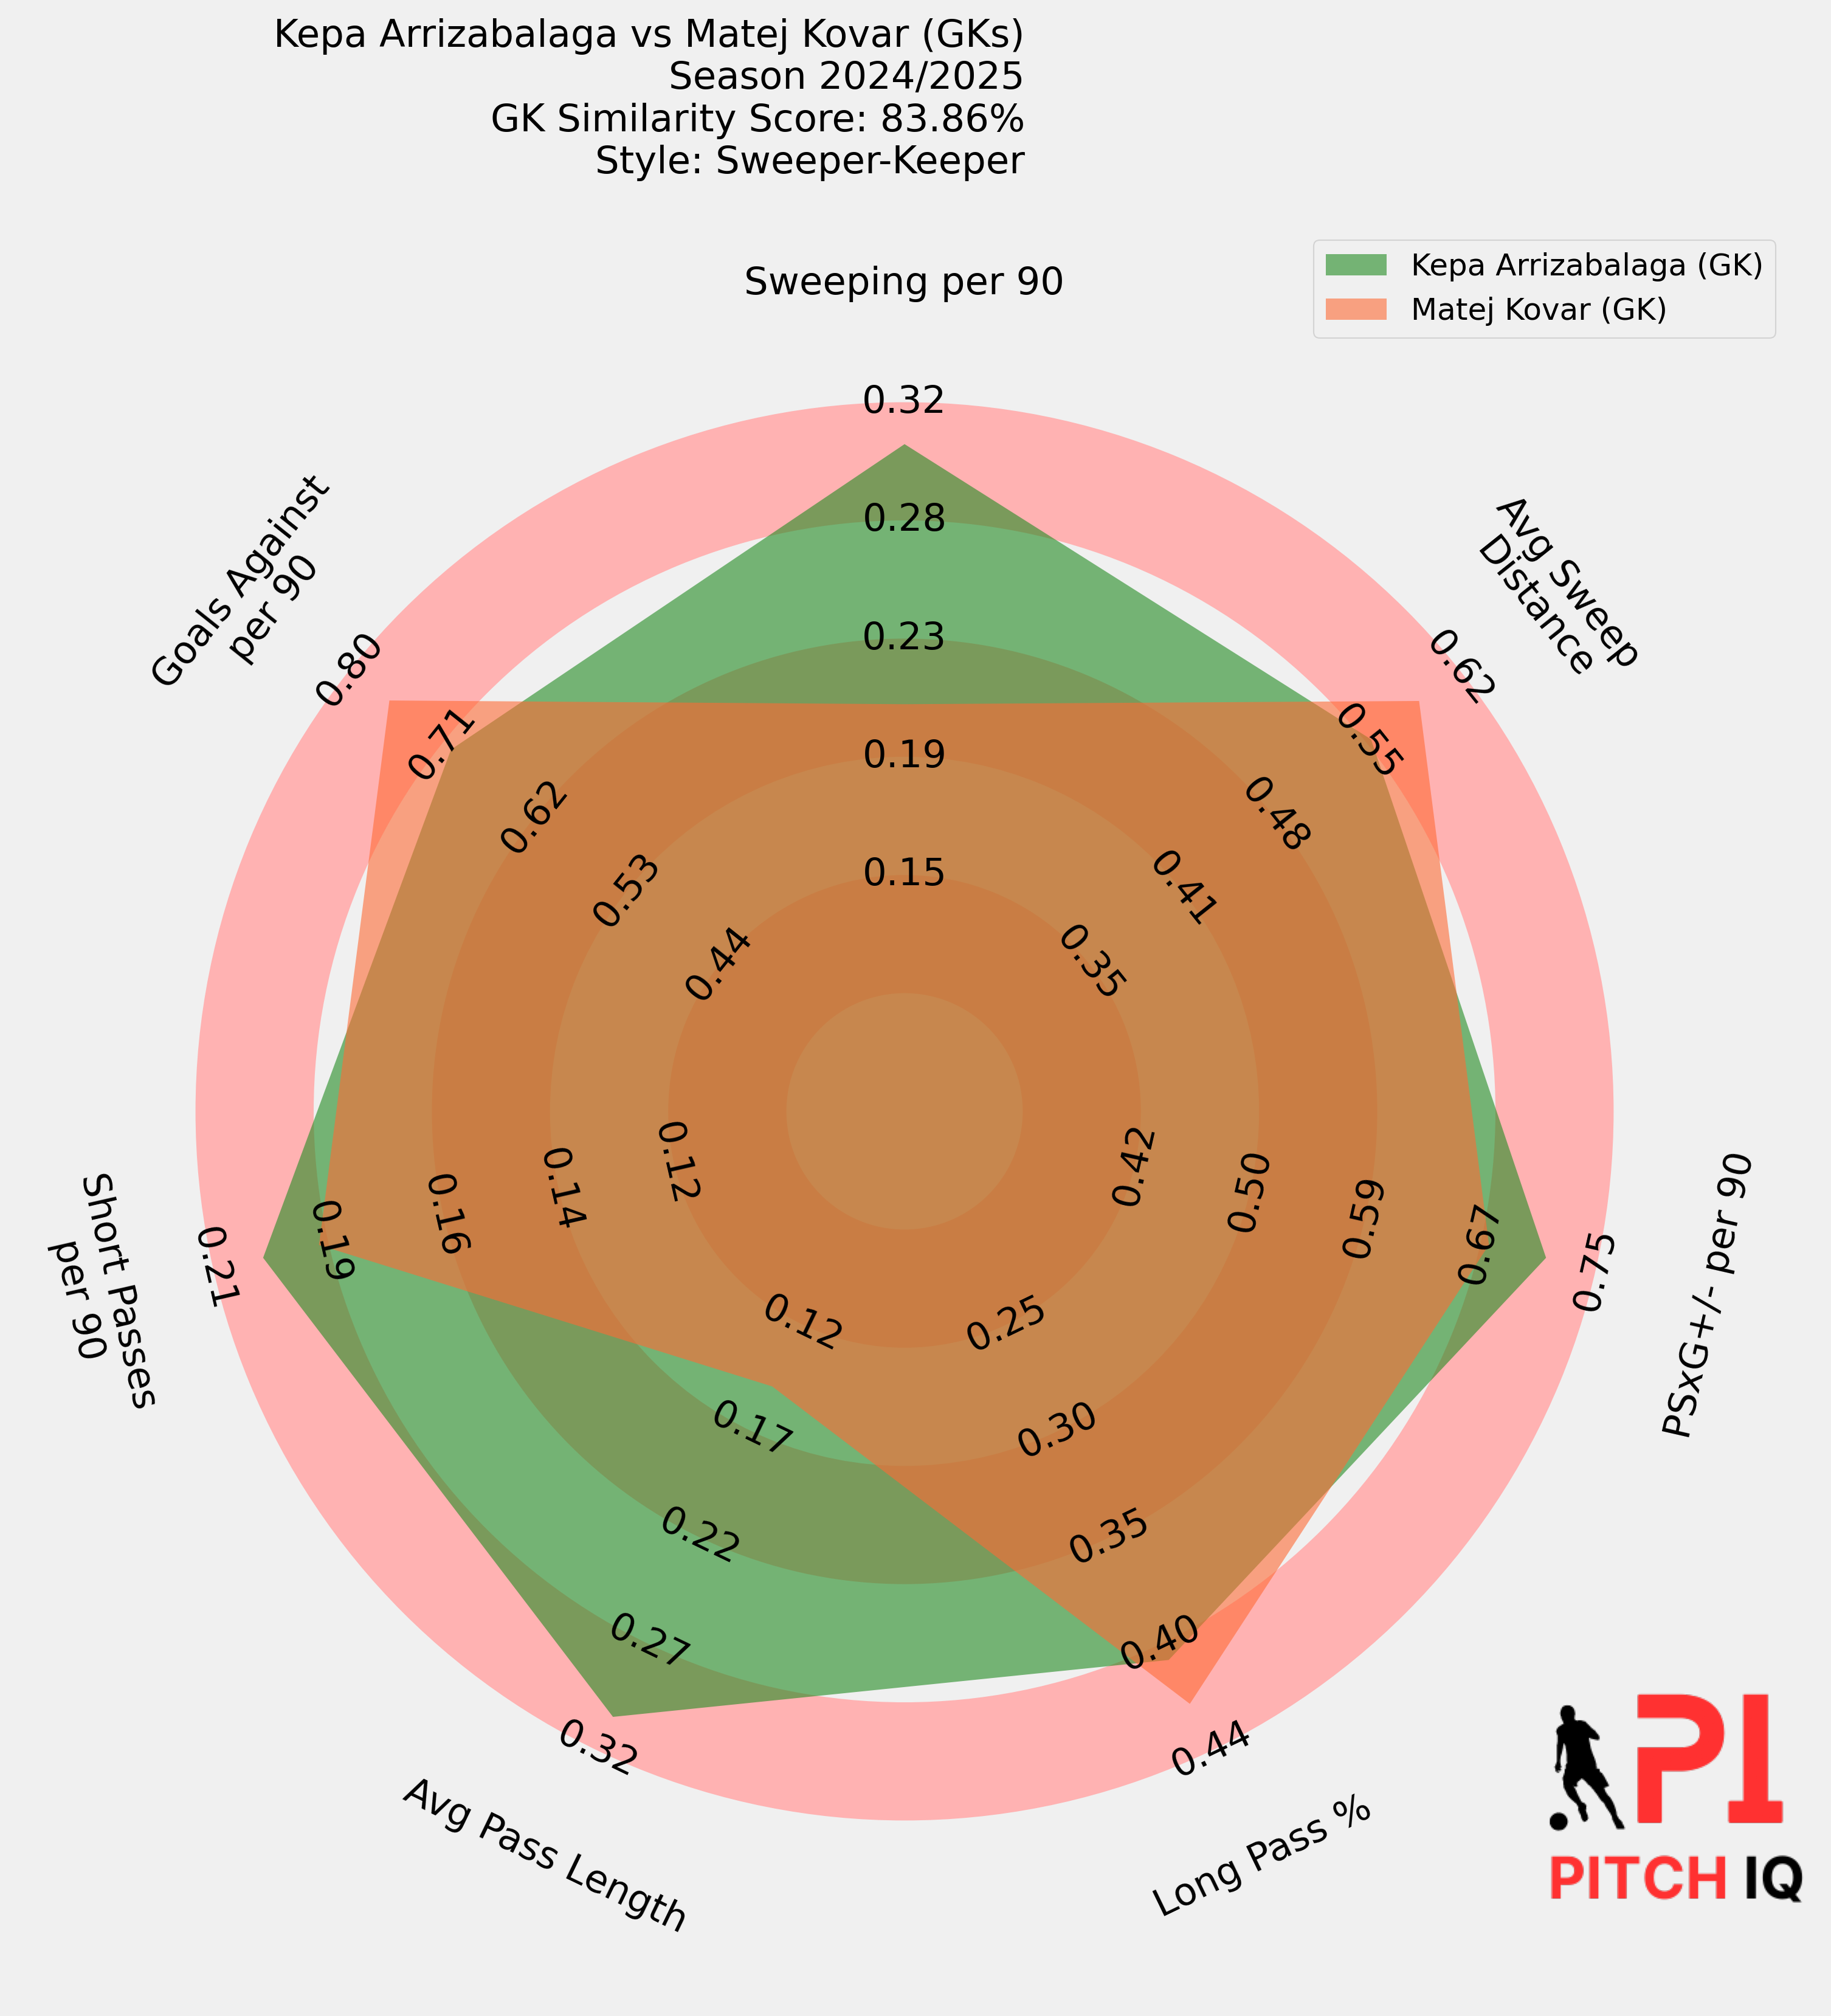 Kepa Arrizabalaga vs Matej Kovar (GKs)
Season 2024/2025
GK Similarity Score: 83.86%
Style: Sweeper-Keeper
Kepa Arrizabalaga (GK)
Matej Kovar (GK)
Sweeping per 90
0.32
0.28
0.23
0.19
0.15
Avg Sweep
Distance
0.62
0.55
0.48
0.41
0.35
PSxG+/- per 90
0.75
0.67
0.59
0.50
0.42
Long Pass %
0.44
0.40
0.35
0.30
0.25
Avg Pass Length
0.32
0.27
0.22
0.17
0.12
Short Passes
per 90
0.21
0.19
0.16
0.14
0.12
Goals Against
per 90
0.80
0.71
0.62
0.53
0.44
PI
PITCH IQ